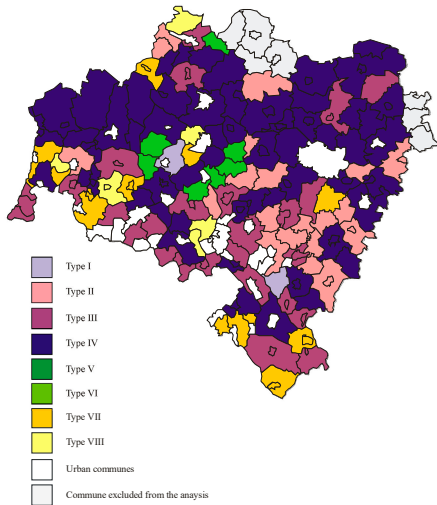 Type I
Type II
Type III
Type IV
Type V
Type VI
Type VII
Type VIII
Urban communes
Commune excluded from the anaysis